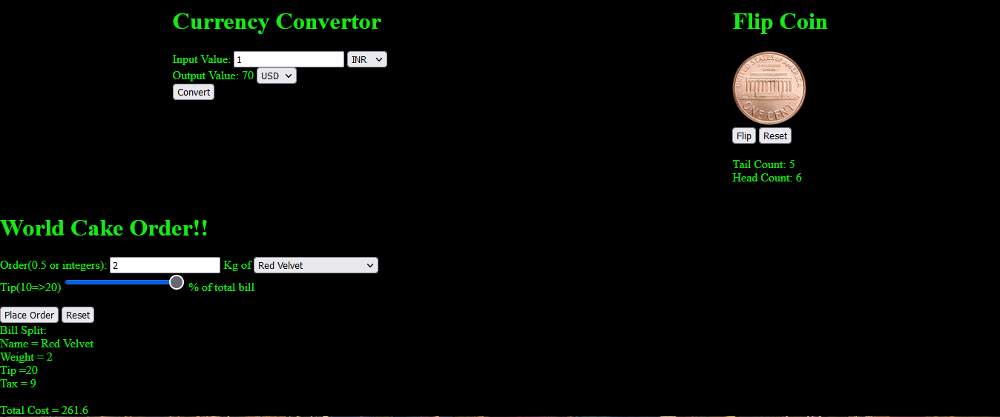 Currency Convertor
Input Value: 1 INR
Output Value: 70 USD
Convert
Flip Coin
UNITED STATES OF AMERICA
E·PLURIBUS
·UNUM·
ONE CENT
Flip Reset
Tail Count: 5
Head Count: 6
World Cake Order!!
Order(0.5 or integers): 2 Kg of Red Velvet
Tip(10=>20) % of total bill
Place Order Reset
Bill Split:
Name = Red Velvet
Weight = 2
Tip =20
Tax = 9
Total Cost = 261.6